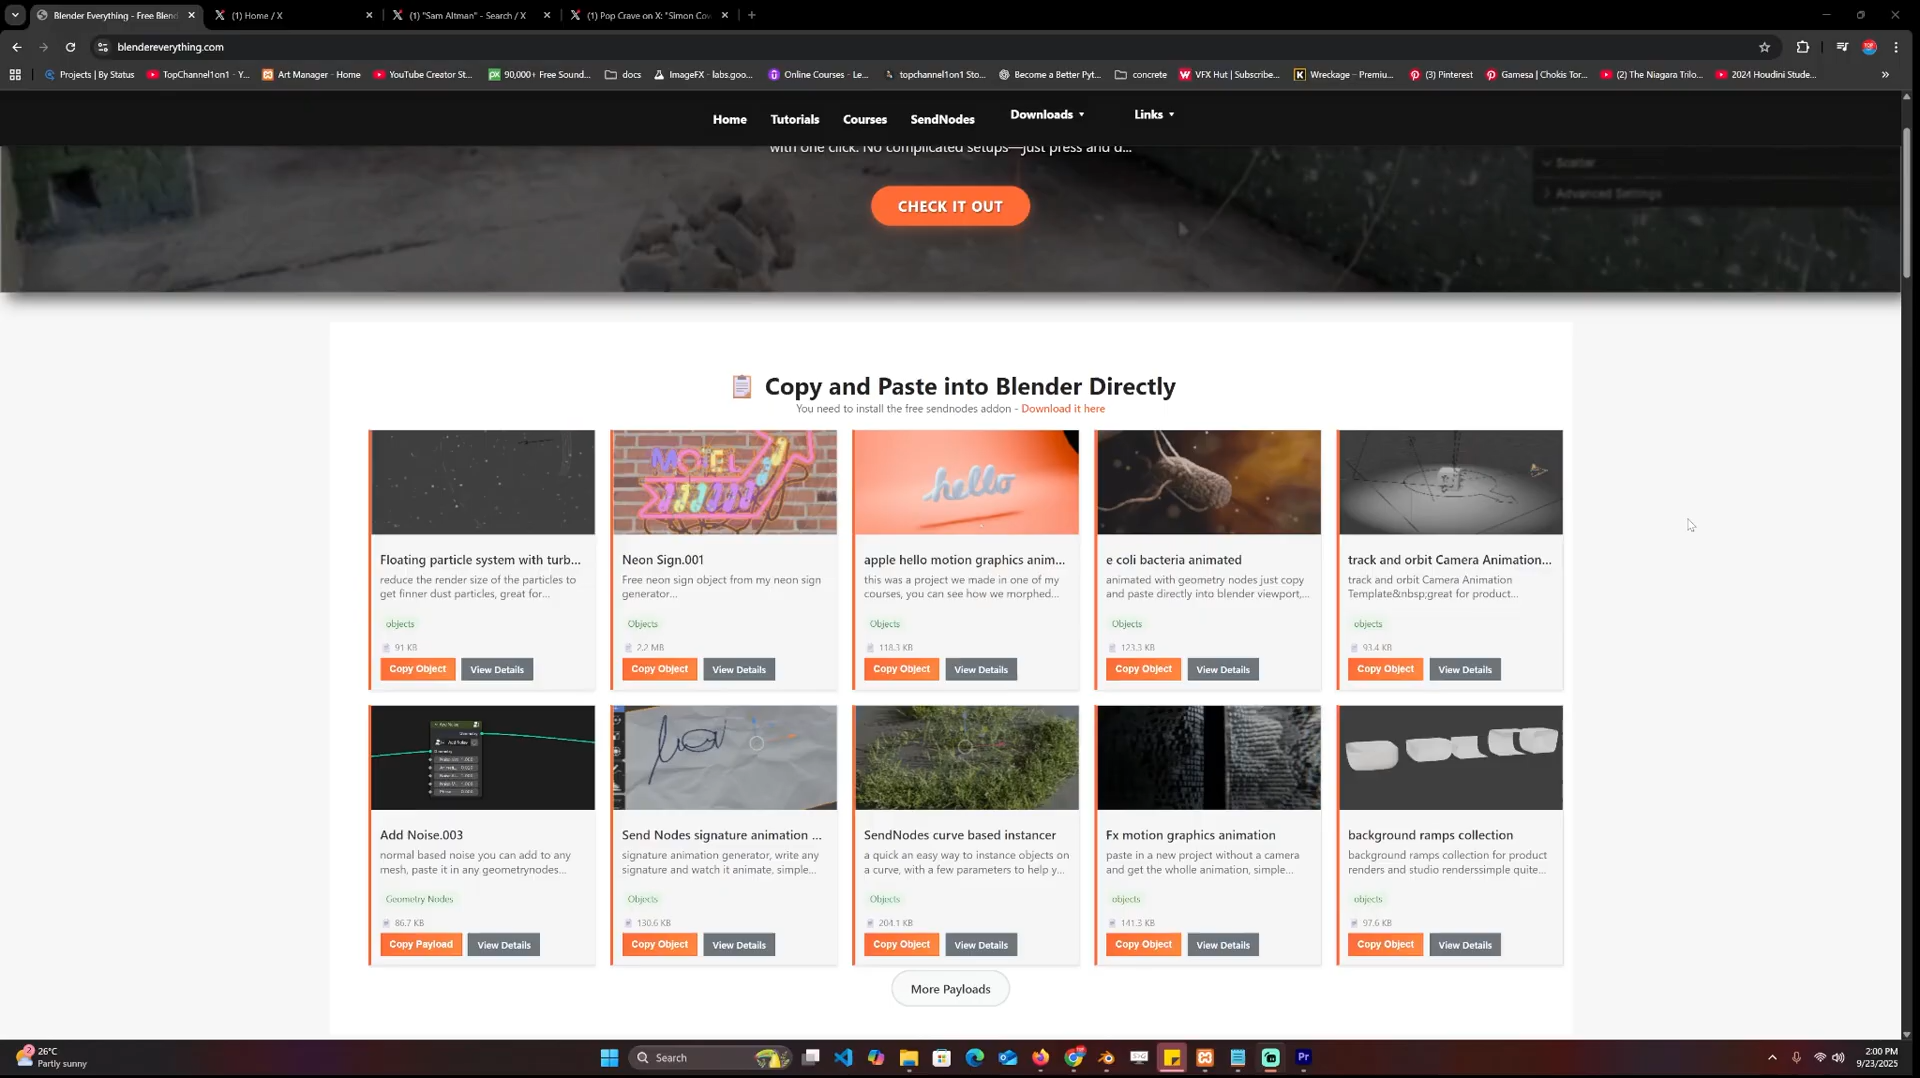 Blender Everything - Free Blend
(1) Home / X
(1) "Sam Altman" - Search / X
(1) Pop Crave on X: "Simon Cow
blendereverything.com
Projects | By Status
TopChannel1on1 - Y...
Art Manager - Home
YouTube Creator St...
90,000+ Free Sound...
docs
ImageFX - labs.goo...
Online Courses - Le...
topchannel1on1 Sto...
Become a Better Pyt...
concrete
VFX Hut | Subscribe...
Wreckage – Premiu...
(3) Pinterest
Gamesa | Chokis Tor...
(2) The Niagara Trilo...
2024 Houdini Stude...
Home
Tutorials
Courses
SendNodes
Downloads
Links
with one click. No complicated setups—just press and d...
Scatter
Advanced Settings
CHECK IT OUT
Copy and Paste into Blender Directly
You need to install the free sendnodes addon - Download it here
MOTEL
hello
Floating particle system with turb...
reduce the render size of the particles to
get finner dust particles, great for...
objects
91 KB
Copy Object
View Details
Neon Sign.001
Free neon sign object from my neon sign
generator...
Objects
2.2 MB
Copy Object
View Details
apple hello motion graphics anim...
this was a project we made in one of my
courses, you can see how we morphed...
Objects
118.3 KB
Copy Object
View Details
e coli bacteria animated
animated with geometry nodes just copy
and paste directly into blender viewport,...
Objects
123.3 KB
Copy Object
View Details
track and orbit Camera Animation...
track and orbit Camera Animation
Template&nbsp;great for product...
objects
93.4 KB
Copy Object
View Details
Add Noise.003
normal based noise you can add to any
mesh, paste it in any geometrynodes...
Geometry Nodes
86.7 KB
Copy Payload
View Details
Send Nodes signature animation ...
signature animation generator, write any
signature and watch it animate, simple...
Objects
130.6 KB
Copy Object
View Details
SendNodes curve based instancer
a quick an easy way to instance objects on
a curve, with a few parameters to help y...
Objects
204.1 KB
Copy Object
View Details
Fx motion graphics animation
paste in a new project without a camera
and get the wholle animation, simple...
objects
141.3 KB
Copy Object
View Details
background ramps collection
background ramps collection for product
renders and studio renderssimple quite...
objects
97.6 KB
Copy Object
View Details
More Payloads
26°C
Partly sunny
Search
Pr
2:00 PM
9/23/2025